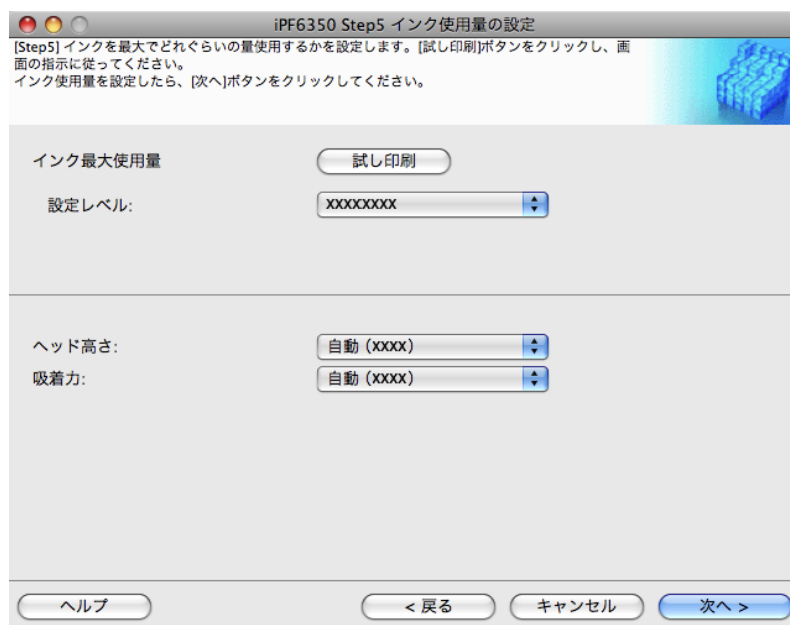 iPF6350 Step5 インク使用量の設定
[Step5] インクを最大でどれぐらいの量使用するかを設定します。[試し印刷]ボタンをクリックし、画
面の指示に従ってください。
インク使用量を設定したら、[次へ]ボタンをクリックしてください。
インク最大使用量 試し印刷
設定レベル: XXXXXXXX
ヘッド高さ: 自動 (XXXX)
吸着力: 自動 (XXXX)
ヘルプ < 戻る キャンセル 次へ >